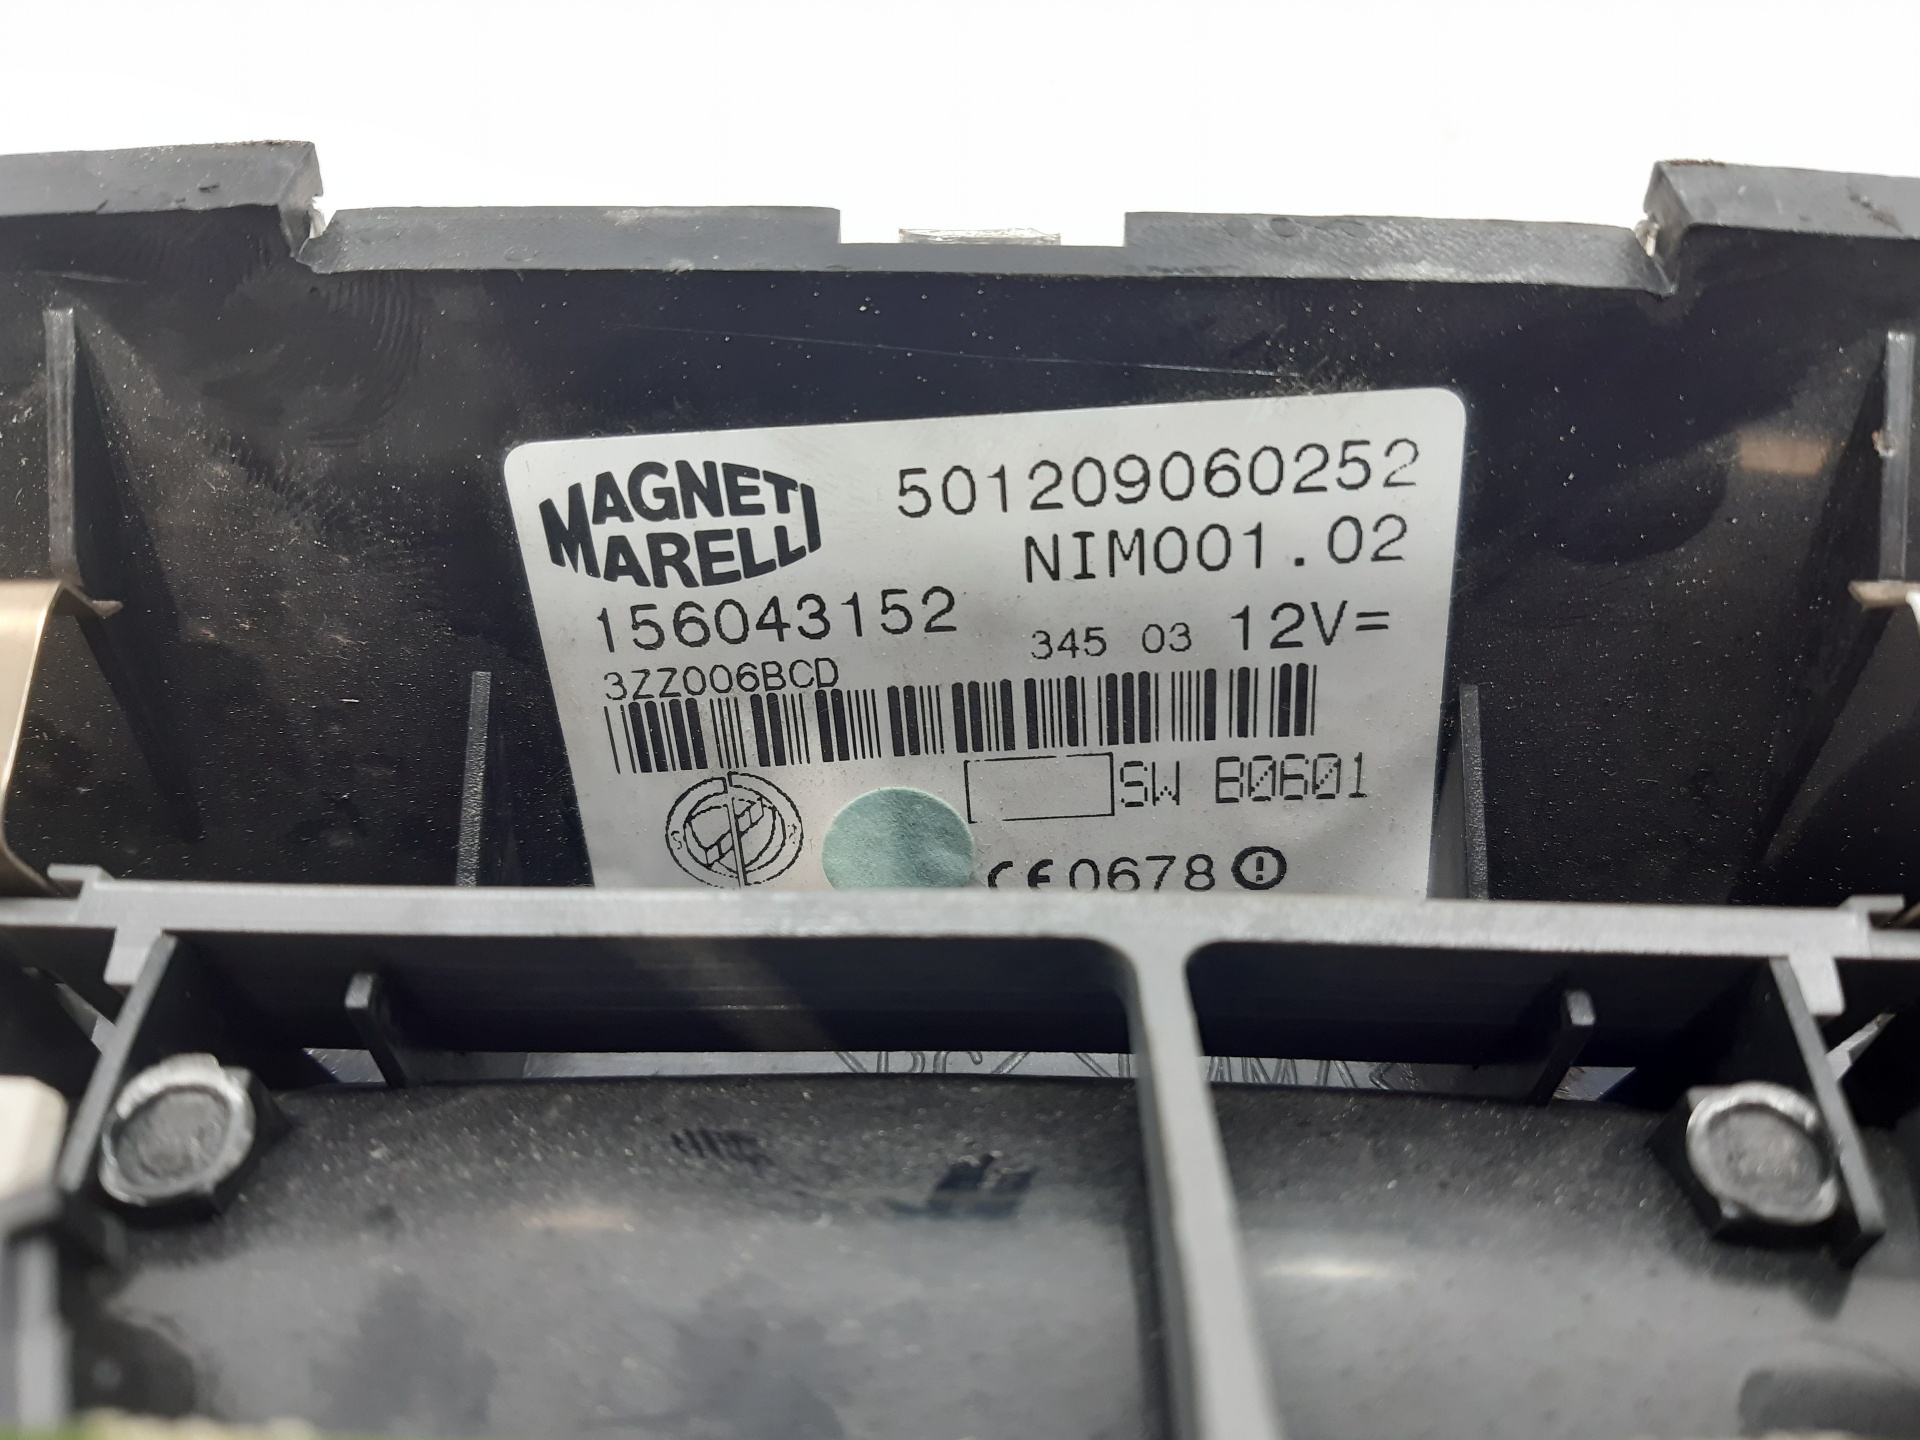 MAGNETI
MARELLI
501209060252
NIM001.02
156043152
345 03 12V=
3ZZ006BCD
SW B0601
CE0678